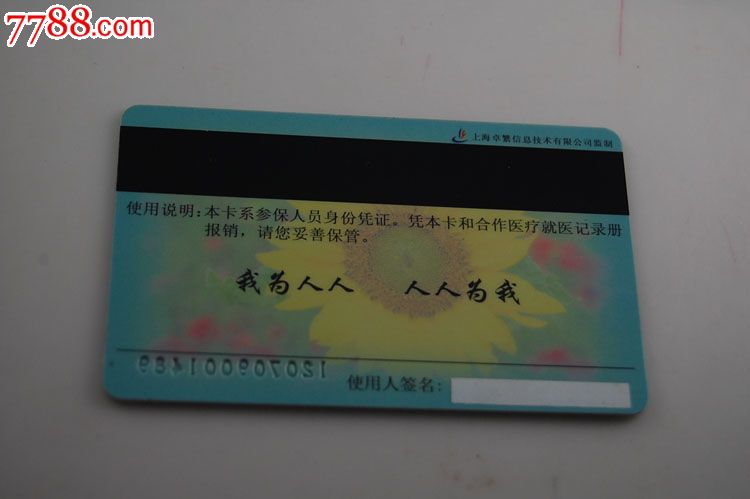 7788.com
上海卓繁信息技术有限公司监制
使用说明：本卡系参保人员身份凭证。凭本卡和合作医疗就医记录册
报销，请您妥善保管。
我为人人 人人为我
120709001489
使用人签名：